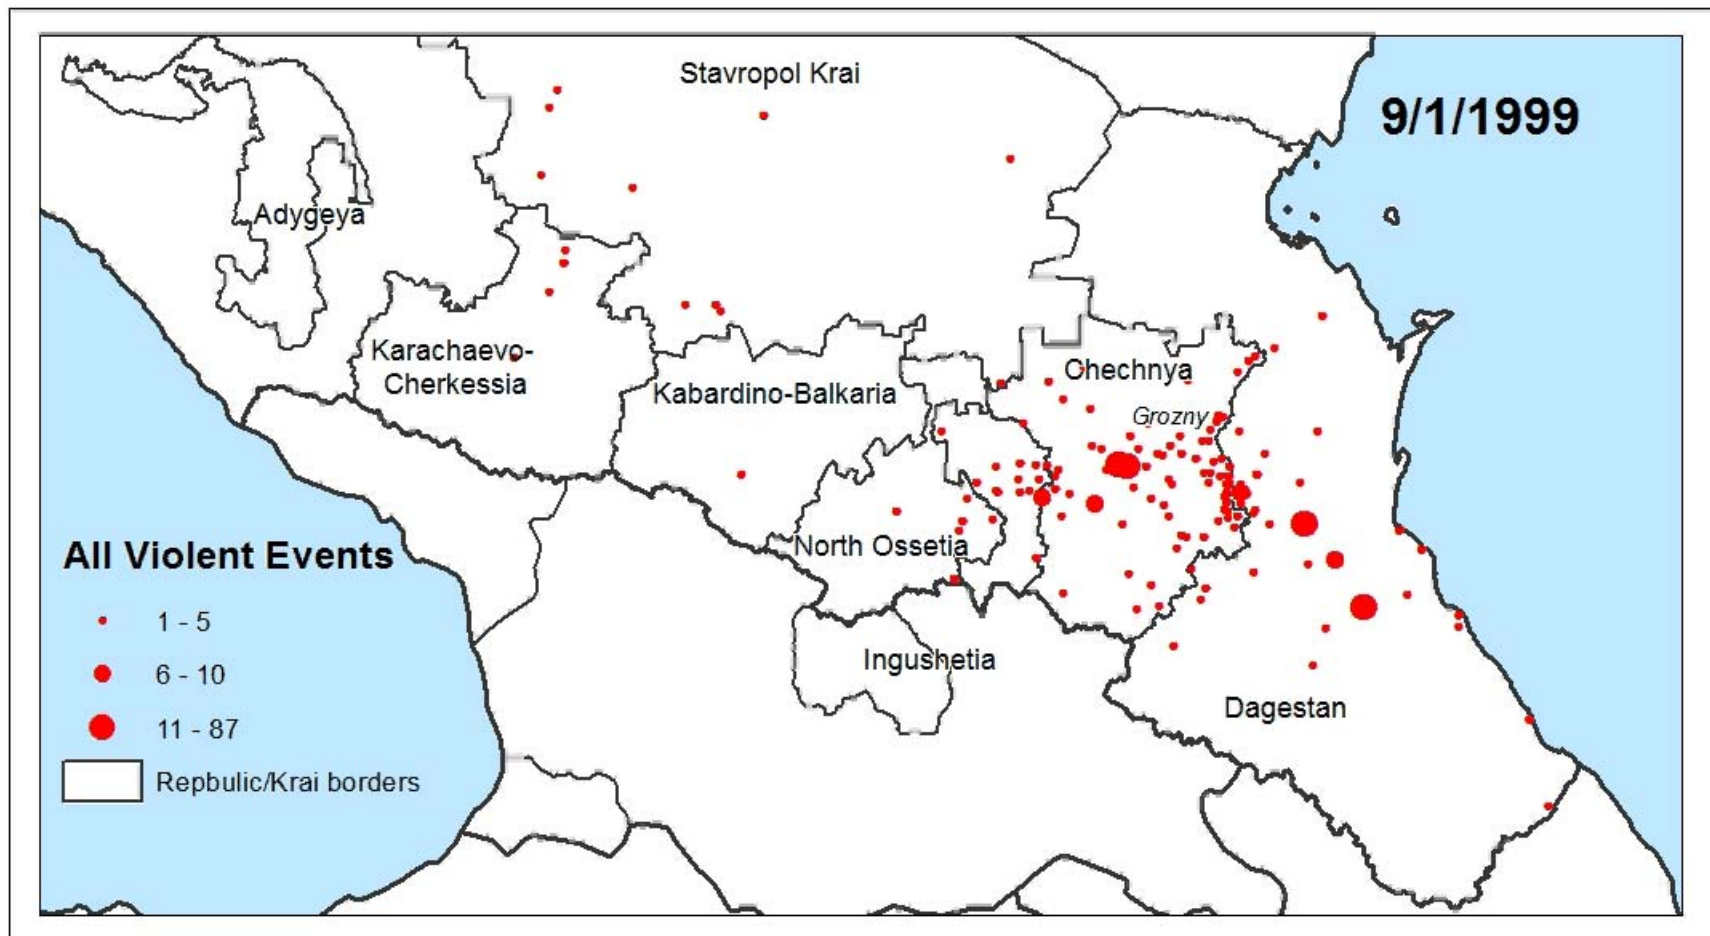 Stavropol Krai
9/1/1999
Adygeya
Karachaevo-
Cherkessia
Kabardino-Balkaria
Chechnya
Grozny
North Ossetia
Ingushetia
Dagestan
All Violent Events
1 - 5
6 - 10
11 - 87
Repbulic/Krai borders